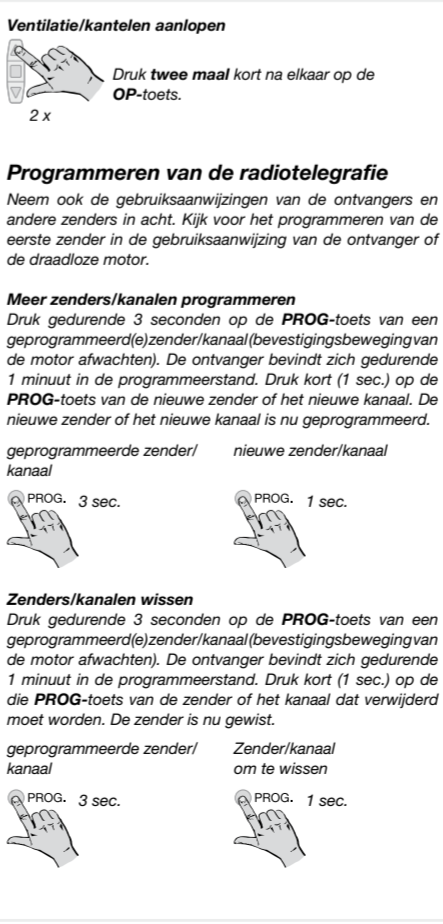 Ventilatie/kantelen aanlopen
Druk twee maal kort na elkaar op de
OP-toets.
2 x
Programmeren van de radiotelegrafie
Neem ook de gebruiksaanwijzingen van de ontvangers en
andere zenders in acht. Kijk voor het programmeren van de
eerste zender in de gebruiksaanwijzing van de ontvanger of
de draadloze motor.
Meer zenders/kanalen programmeren
Druk gedurende 3 seconden op de PROG-toets van een
geprogrammeerd(e)zender/kanaal(bevestigingsbewegingvan
de motor afwachten). De ontvanger bevindt zich gedurende
1 minuut in de programmeerstand. Druk kort (1 sec.) op de
PROG-toets van de nieuwe zender of het nieuwe kanaal. De
nieuwe zender of het nieuwe kanaal is nu geprogrammeerd.
geprogrammeerde zender/
kanaal
nieuwe zender/kanaal
PROG. 3 sec.
PROG. 1 sec.
Zenders/kanalen wissen
Druk gedurende 3 seconden op de PROG-toets van een
geprogrammeerd(e)zender/kanaal(bevestigingsbewegingvan
de motor afwachten). De ontvanger bevindt zich gedurende
1 minuut in de programmeerstand. Druk kort (1 sec.) op de
die PROG-toets van de zender of het kanaal dat verwijderd
moet worden. De zender is nu gewist.
geprogrammeerde zender/
kanaal
Zender/kanaal
om te wissen
PROG. 3 sec.
PROG. 1 sec.